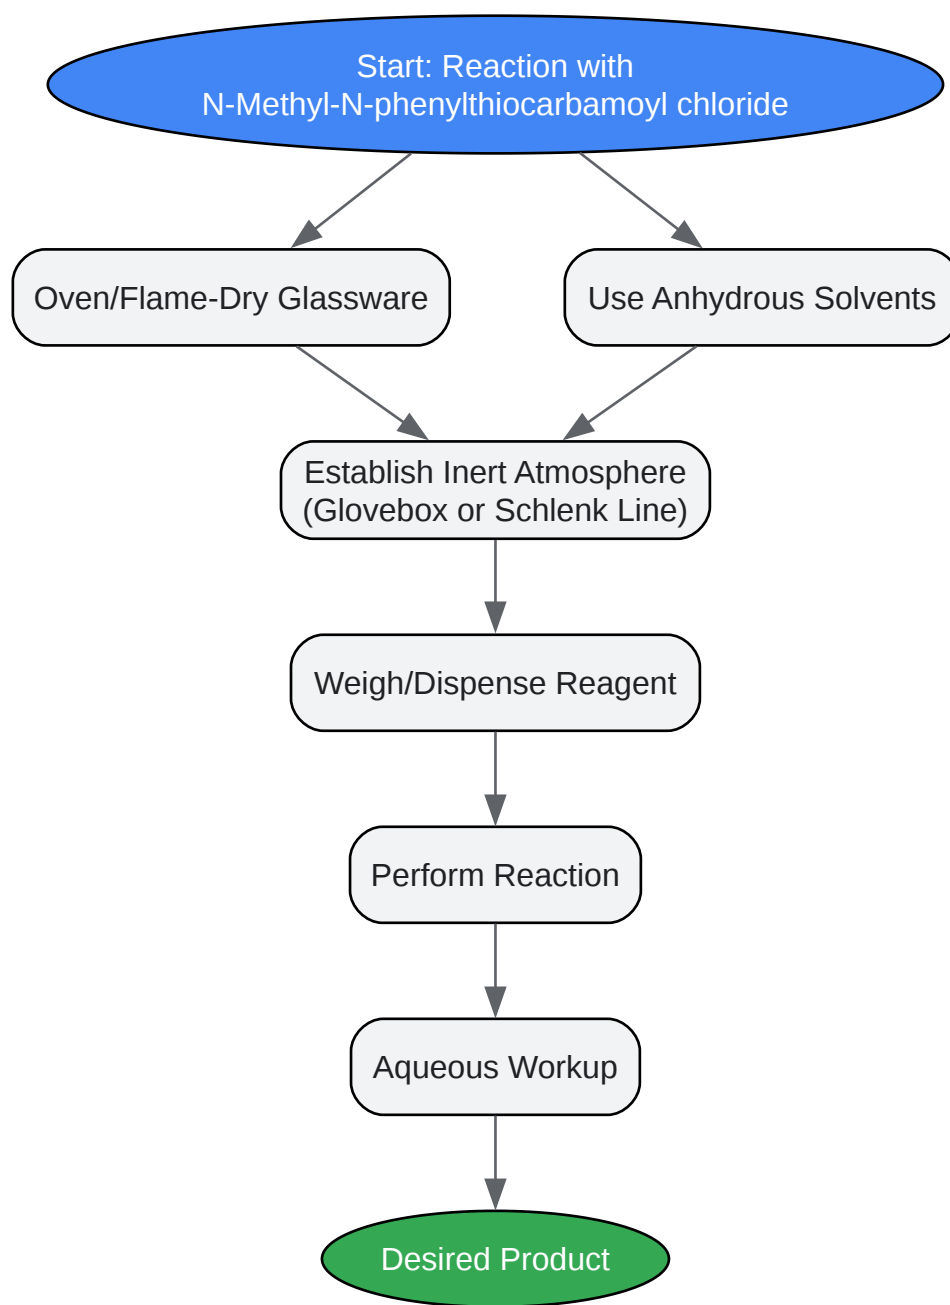 Start: Reaction with
N-Methyl-N-phenylthiocarbamoyl chloride
Oven/Flame-Dry Glassware
Use Anhydrous Solvents
Establish Inert Atmosphere
(Glovebox or Schlenk Line)
Weigh/Dispense Reagent
Perform Reaction
Aqueous Workup
Desired Product